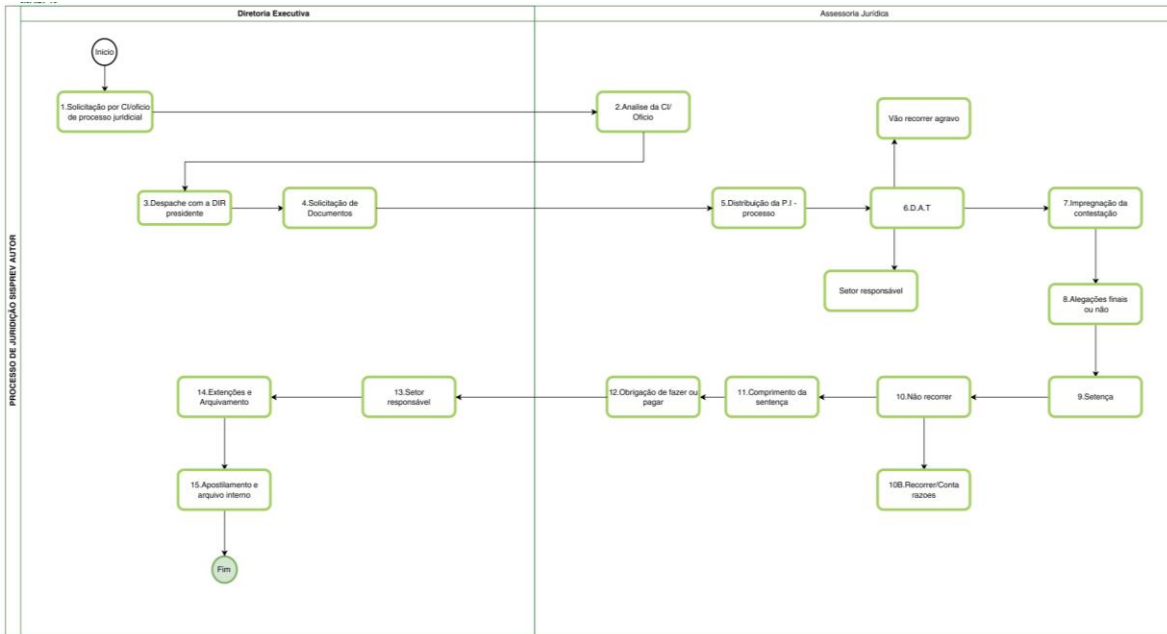 Diretoria Executiva
Assessoria Jurídica
PROCESSO DE JURIDIÇÃO SISPREV AUTOR
Início
1.Solicitação por CI/ofício
de processo juridicial
2.Analise da CI/
Ofício
Vão recorrer agravo
3.Despache com a DIR
presidente
4.Solicitação de
Documentos
5.Distribuição da P.I -
processo
6.D.A.T
7.Impregnação da
contestação
Setor responsável
8.Alegações finais
ou não
14.Extenções e
Arquivamento
13.Setor
responsável
12.Obrigação de fazer ou
pagar
11.Comprimento da
sentença
10.Não recorrer
9.Setença
15.Apostilamento e
arquivo interno
10B.Recorrer/Conta
razoes
Fim